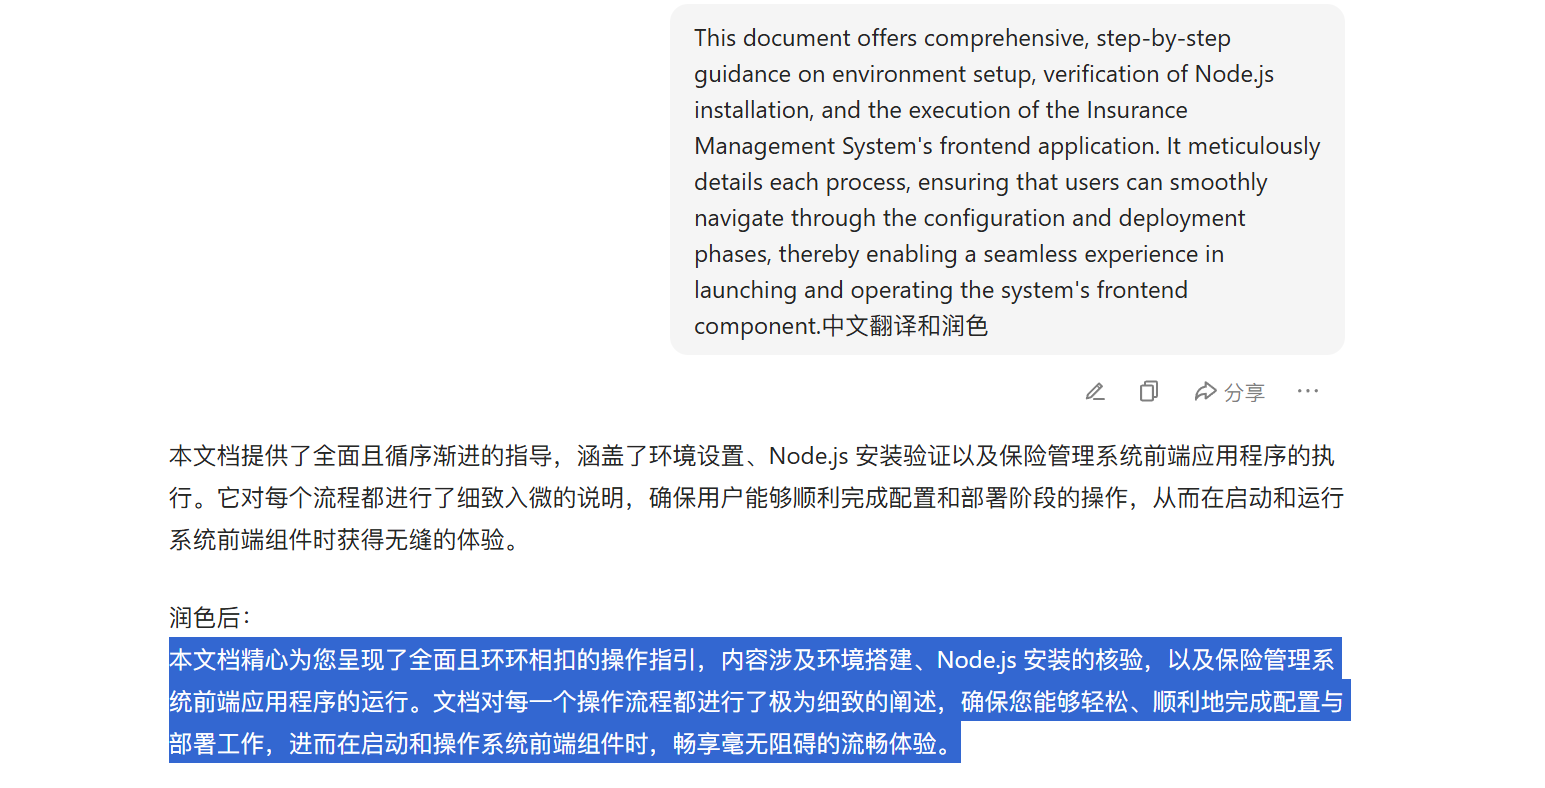 This document offers comprehensive, step-by-step
guidance on environment setup, verification of Node.js
installation, and the execution of the Insurance
Management System's frontend application. It meticulously
details each process, ensuring that users can smoothly
navigate through the configuration and deployment
phases, thereby enabling a seamless experience in
launching and operating the system's frontend
component.中文翻译和润色
分享
本文档提供了全面且循序渐进的指导，涵盖了环境设置、Node.js 安装验证以及保险管理系统前端应用程序的执
行。它对每个流程都进行了细致入微的说明，确保用户能够顺利完成配置和部署阶段的操作，从而在启动和运行
系统前端组件时获得无缝的体验。
润色后：
本文档精心为您呈现了全面且环环相扣的操作指引，内容涉及环境搭建、Node.js 安装的核验，以及保险管理系
统前端应用程序的运行。文档对每一个操作流程都进行了极为细致的阐述，确保您能够轻松、顺利地完成配置与
部署工作，进而在启动和操作系统前端组件时，畅享毫无阻碍的流畅体验。